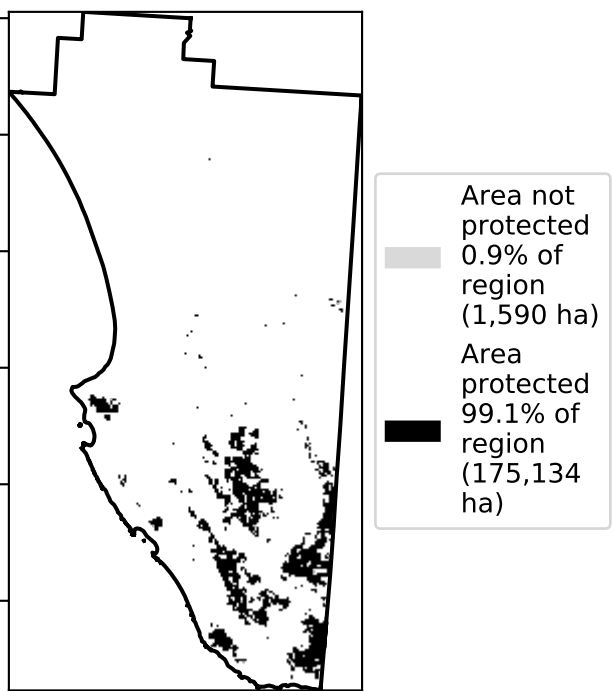 Area not
protected
0.9% of
region
(1,590 ha)
Area
protected
99.1% of
region
(175,134
ha)